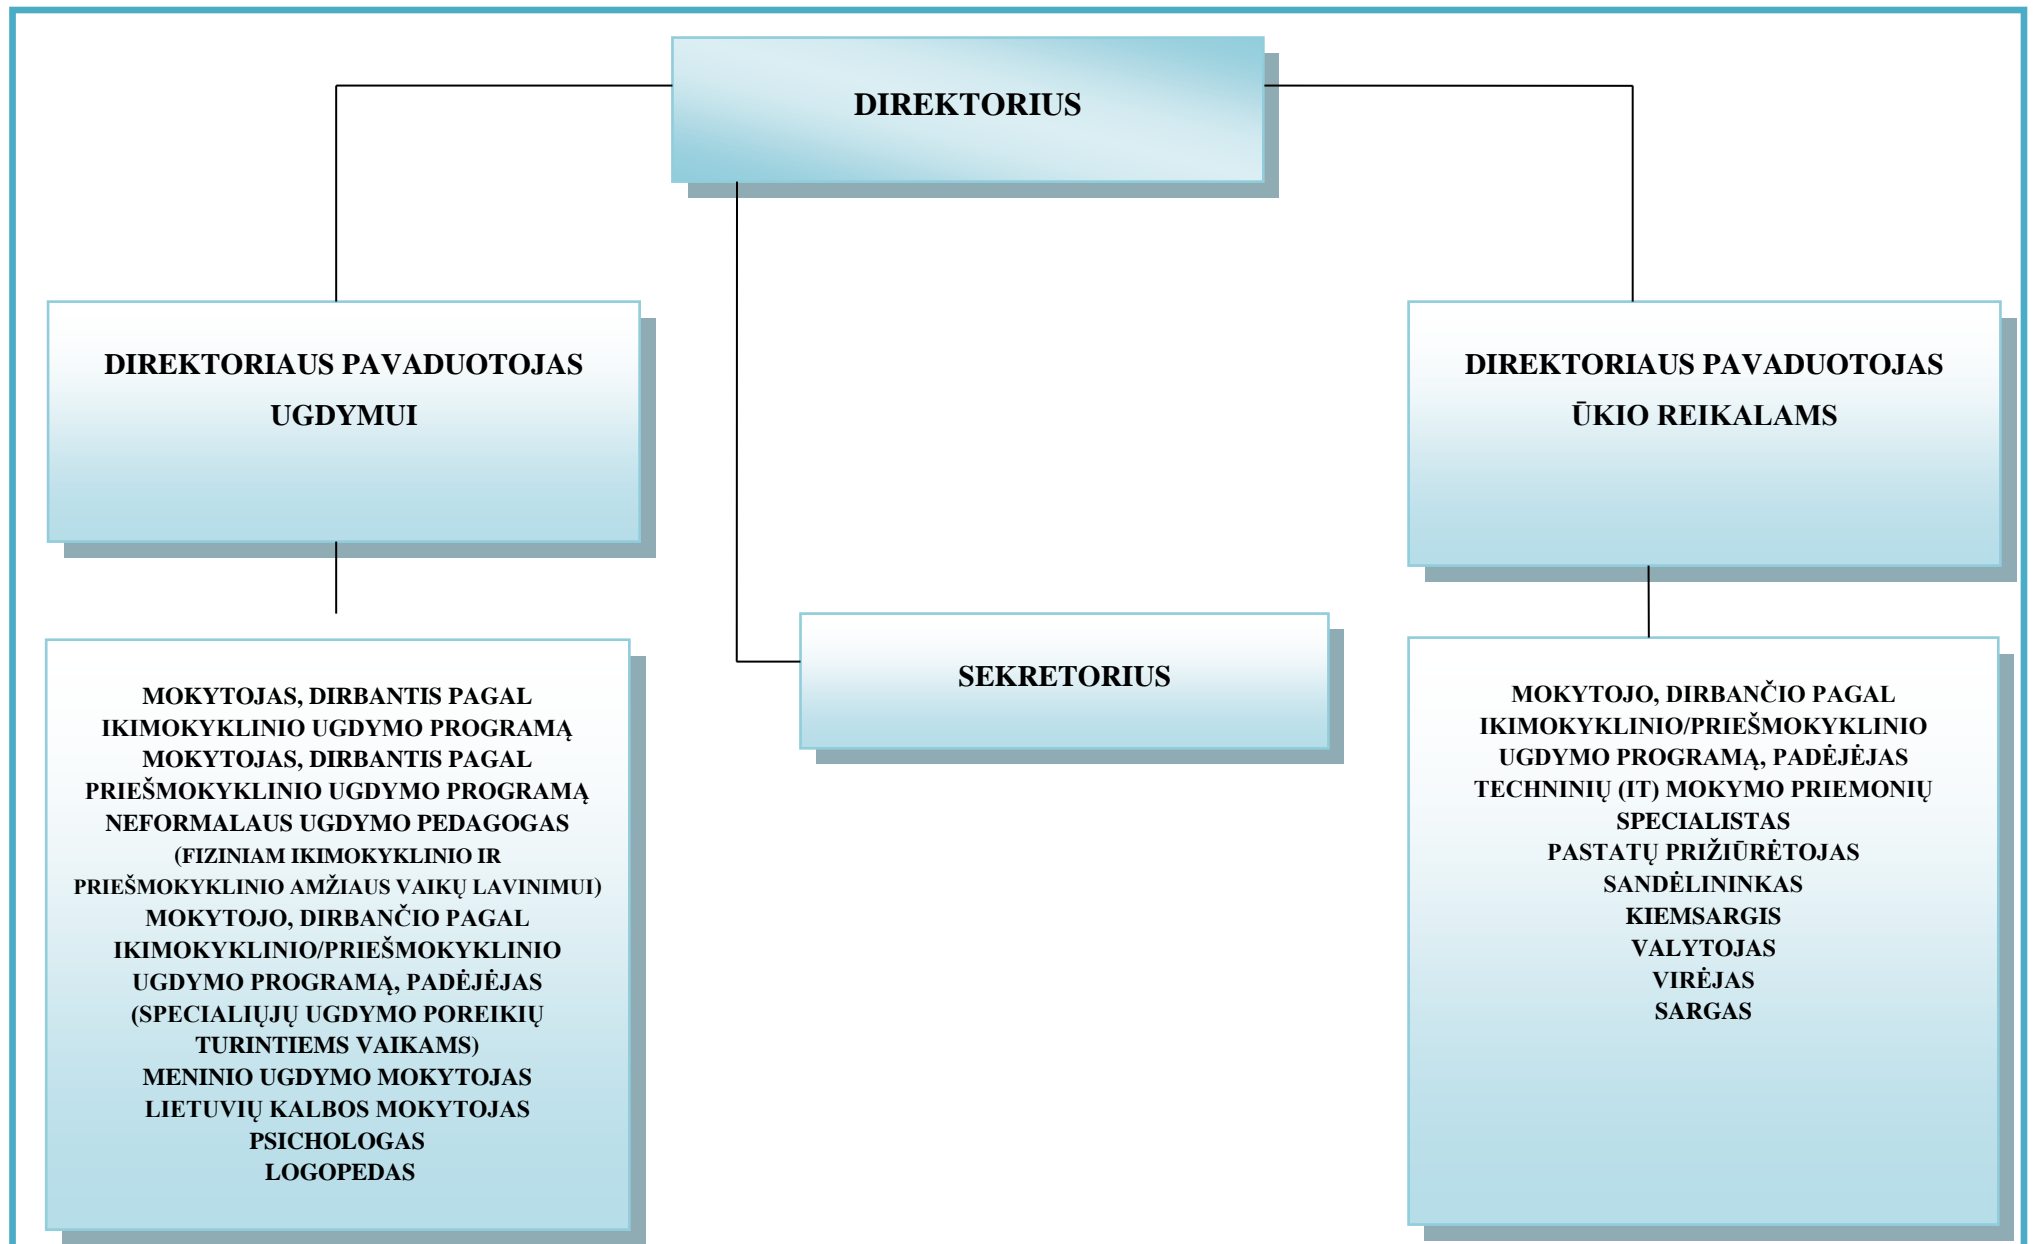 DIREKTORIUS
DIREKTORIAUS PAVADUOTOJAS
UGDYMUI
DIREKTORIAUS PAVADUOTOJAS
ŪKIO REIKALAMS
SEKRETORIUS
MOKYTOJAS, DIRBANTIS PAGAL
IKIMOKYKLINIO UGDYMO PROGRAMĄ
MOKYTOJAS, DIRBANTIS PAGAL
PRIEŠMOKYKLINIO UGDYMO PROGRAMĄ
NEFORMALAUS UGDYMO PEDAGOGAS
(FIZINIAM IKIMOKYKLINIO IR
PRIEŠMOKYKLINIO AMŽIAUS VAIKŲ LAVINIMUI)
MOKYTOJO, DIRBANČIO PAGAL
IKIMOKYKLINIO/PRIEŠMOKYKLINIO
UGDYMO PROGRAMĄ, PADĖJĖJAS
(SPECIALIŲJŲ UGDYMO POREIKIŲ
TURINTIEMS VAIKAMS)
MENINIO UGDYMO MOKYTOJAS
LIETUVIŲ KALBOS MOKYTOJAS
PSICHOLOGAS
LOGOPEDAS
MOKYTOJO, DIRBANČIO PAGAL
IKIMOKYKLINIO/PRIEŠMOKYKLINIO
UGDYMO PROGRAMĄ, PADĖJĖJAS
TECHNINIŲ (IT) MOKYMO PRIEMONIŲ
SPECIALISTAS
PASTATŲ PRIŽIŪRĖTOJAS
SANDĖLININKAS
KIEMSARGIS
VALYTOJAS
VIRĖJAS
SARGAS